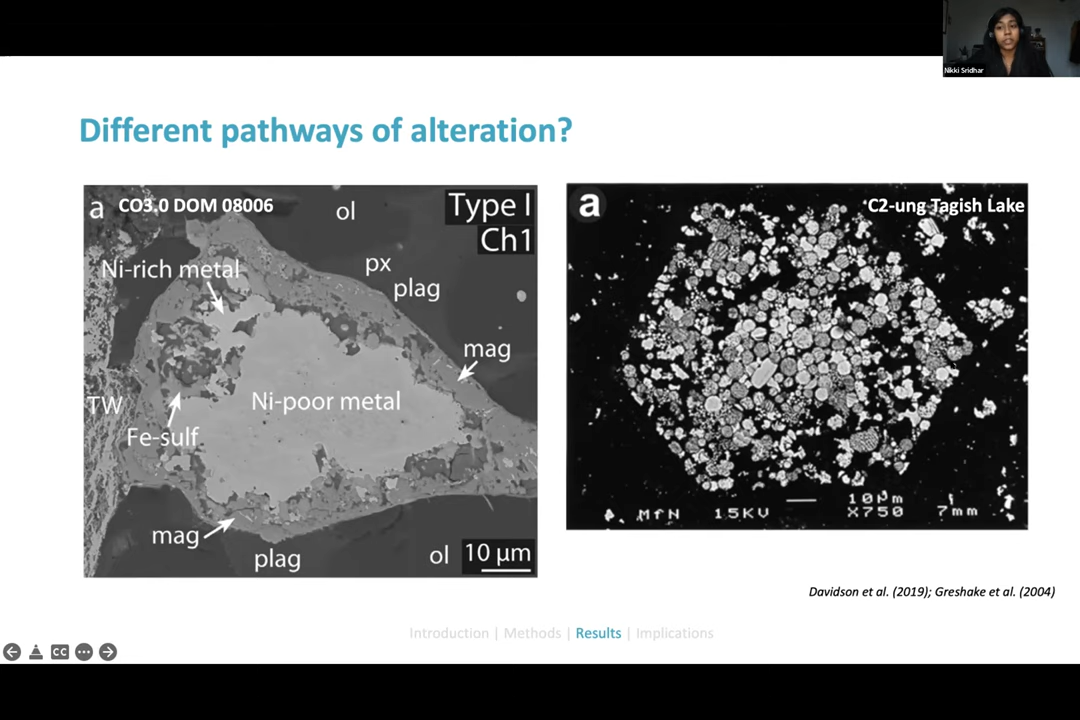 Nikki Sridhar
Different pathways of alteration?
a CO3.0 DOM 08006
ol
Type I
Ch1
px
plag
Ni-rich metal
mag
Ni-poor metal
TW
Fe-sulf
mag
plag
ol
10 µm
a
C2-ung Tagish Lake
MfN 15KV
10µm
X750 7mm
Davidson et al. (2019); Greshake et al. (2004)
Introduction | Methods | Results | Implications
CC